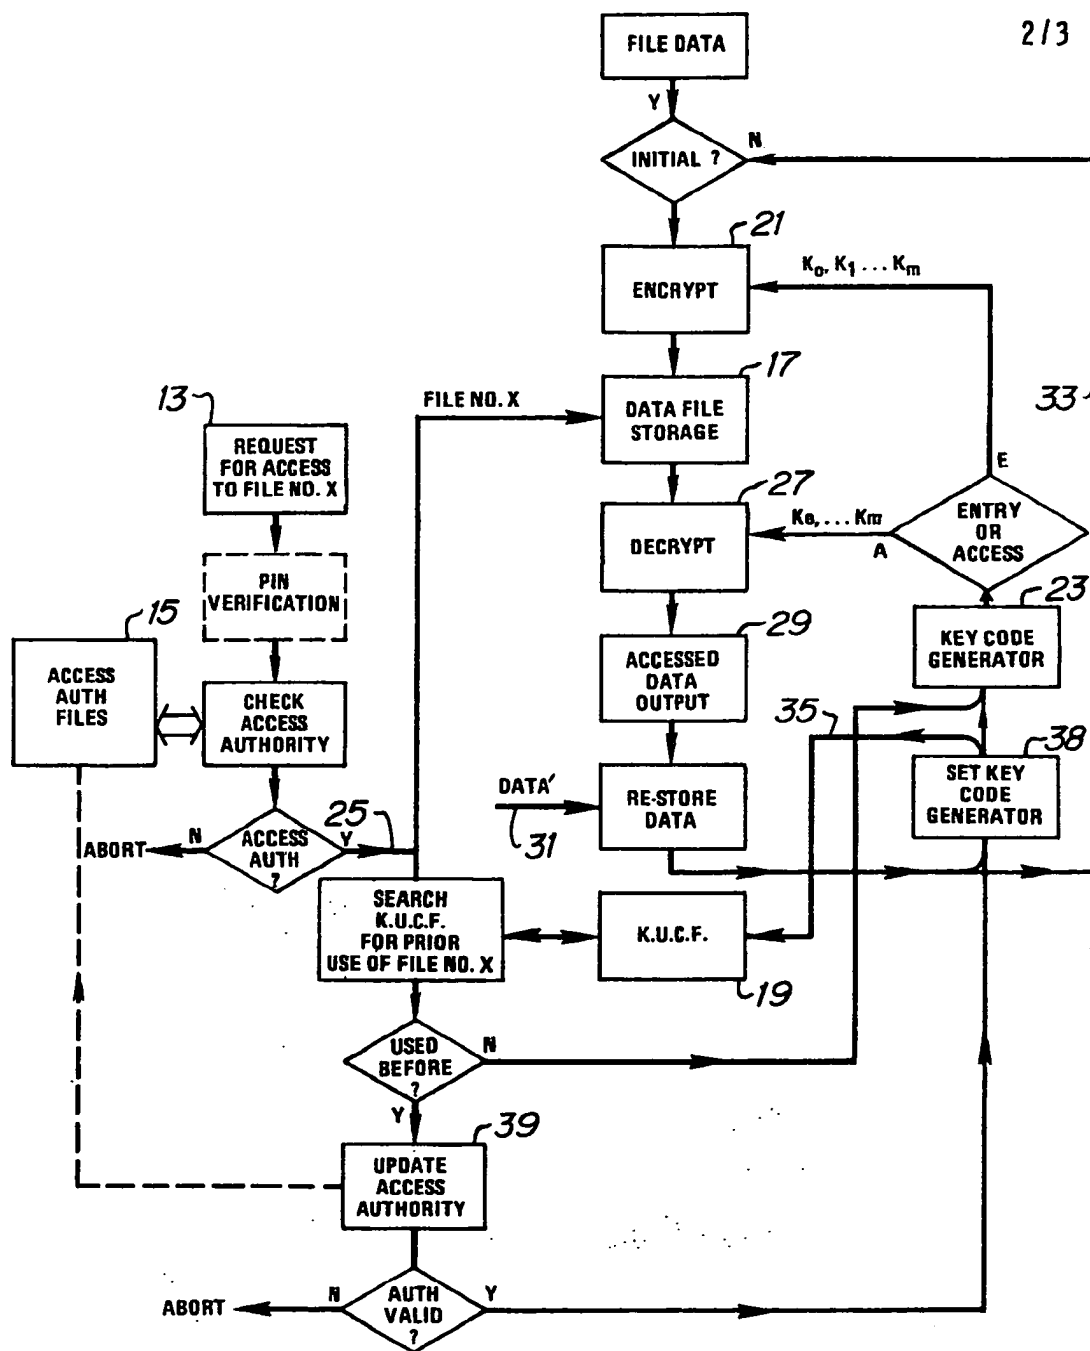 2/3
FILE DATA
Y
INITIAL ?
N
21
ENCRYPT
K₀, K₁ ... Kₘ
17
FILE NO. X
DATA FILE
STORAGE
33
13
REQUEST
FOR ACCESS
TO FILE NO. X
E
27
DECRYPT
K₀, ... Kₘ
A
ENTRY
OR
ACCESS
PIN
VERIFICATION
15
ACCESS
AUTH
FILES
23
KEY CODE
GENERATOR
29
ACCESSED
DATA
OUTPUT
CHECK
ACCESS
AUTHORITY
35
38
SET KEY
CODE
GENERATOR
DATA′
31
RE-STORE
DATA
ABORT
N
ACCESS
AUTH
?
Y
25
SEARCH
K.U.C.F.
FOR PRIOR
USE OF FILE NO. X
K.U.C.F.
19
USED
BEFORE
?
N
Y
39
UPDATE
ACCESS
AUTHORITY
ABORT
N
AUTH
VALID
?
Y